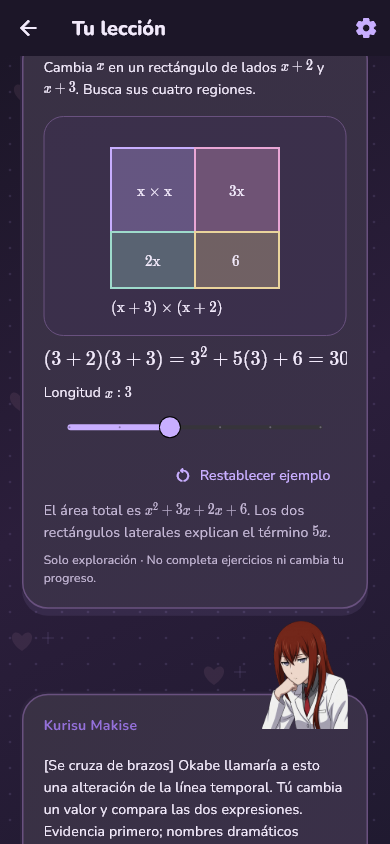 Tu lección
Cambia x en un rectángulo de lados x + 2 y
x + 3. Busca sus cuatro regiones.
x × x
3x
2x
6
(x + 3) × (x + 2)
(3 + 2)(3 + 3) = 3² + 5(3) + 6 = 30
Longitud x : 3
Restablecer ejemplo
El área total es x² + 3x + 2x + 6. Los dos
rectángulos laterales explican el término 5x.
Solo exploración · No completa ejercicios ni cambia tu
progreso.
Kurisu Makise
[Se cruza de brazos] Okabe llamaría a esto
una alteración de la línea temporal. Tú cambia
un valor y compara las dos expresiones.
Evidencia primero; nombres dramáticos